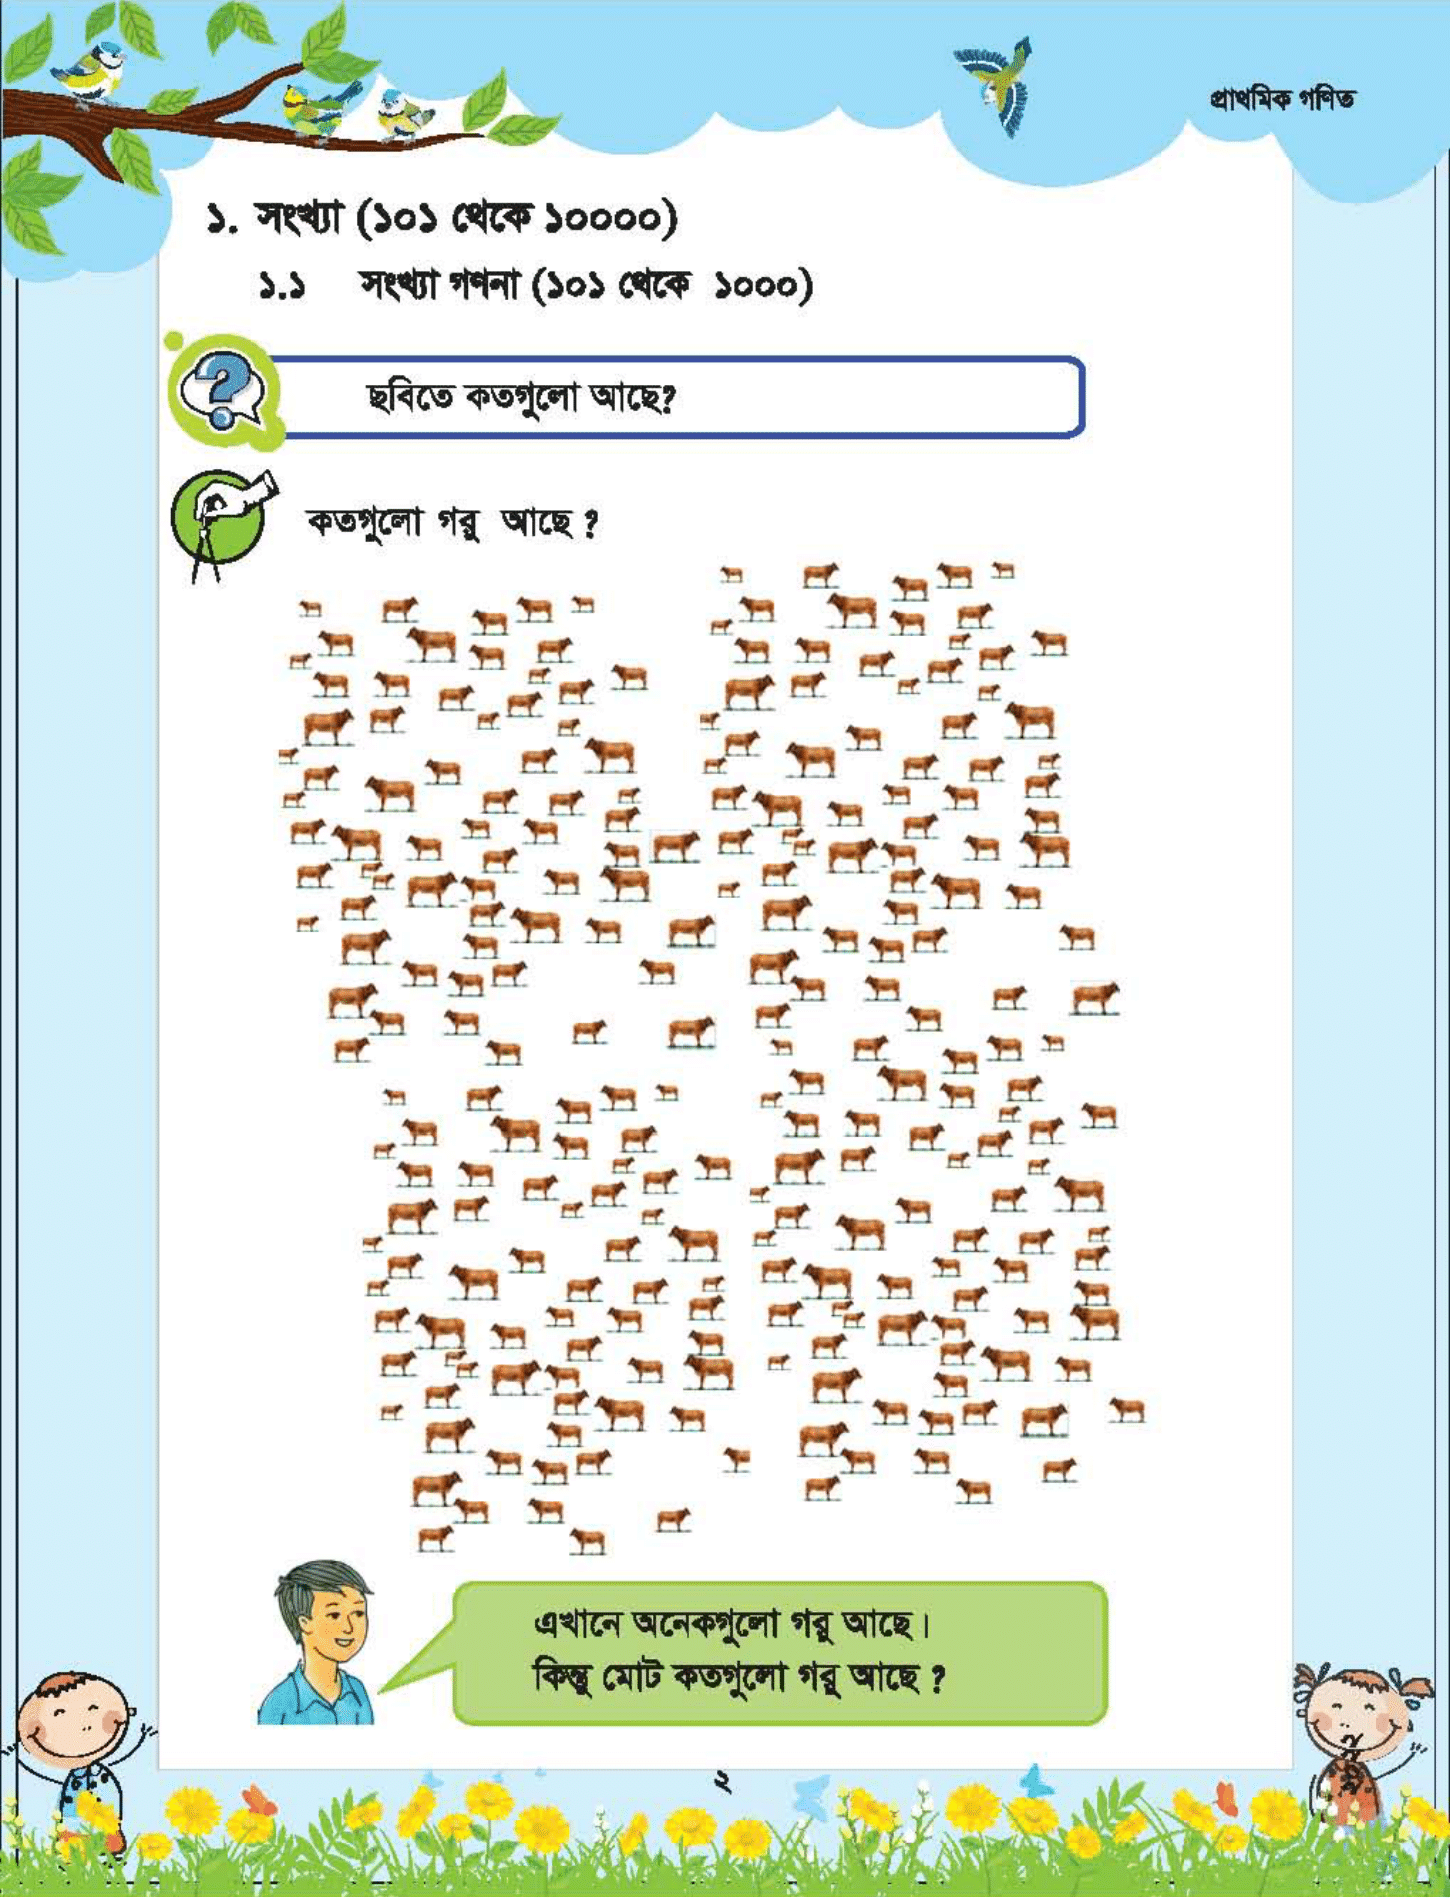 প্রাথমিক গণিত
১. সংখ্যা (১০১ থেকে ১০০০০)
১.১ সংখ্যা গণনা (১০১ থেকে ১০০০)
ছবিতে কতগুলো আছে?
কতগুলো গরু আছে ?
এখানে অনেকগুলো গরু আছে।
কিন্তু মোট কতগুলো গরু আছে ?
২